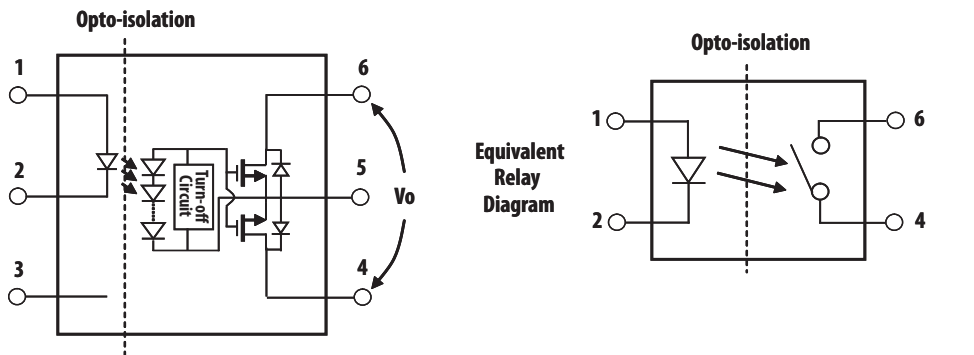 Opto-isolation
1
2
3
Turn-off
Circuit
6
5
4
Vo
Equivalent
Relay
Diagram
Opto-isolation
1
2
6
4